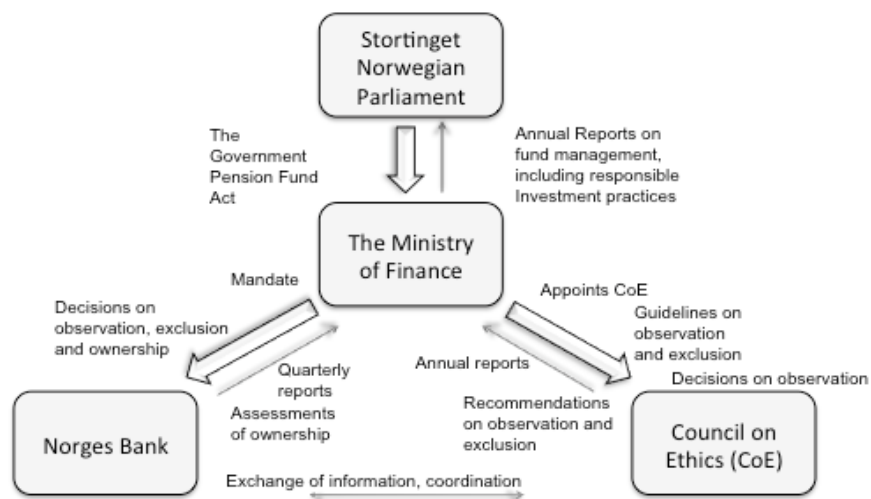 Stortinget
Norwegian
Parliament
The
Government
Pension Fund
Act
Annual Reports on
fund management,
including responsible
Investment practices
The Ministry
of Finance
Mandate
Decisions on
observation, exclusion
and ownership
Appoints CoE
Guidelines on
observation
and exclusion
Quarterly
reports
Assessments
of ownership
Annual reports
Recommendations
on observation and
exclusion
Decisions on observation
Norges Bank
Council on
Ethics (CoE)
Exchange of information, coordination